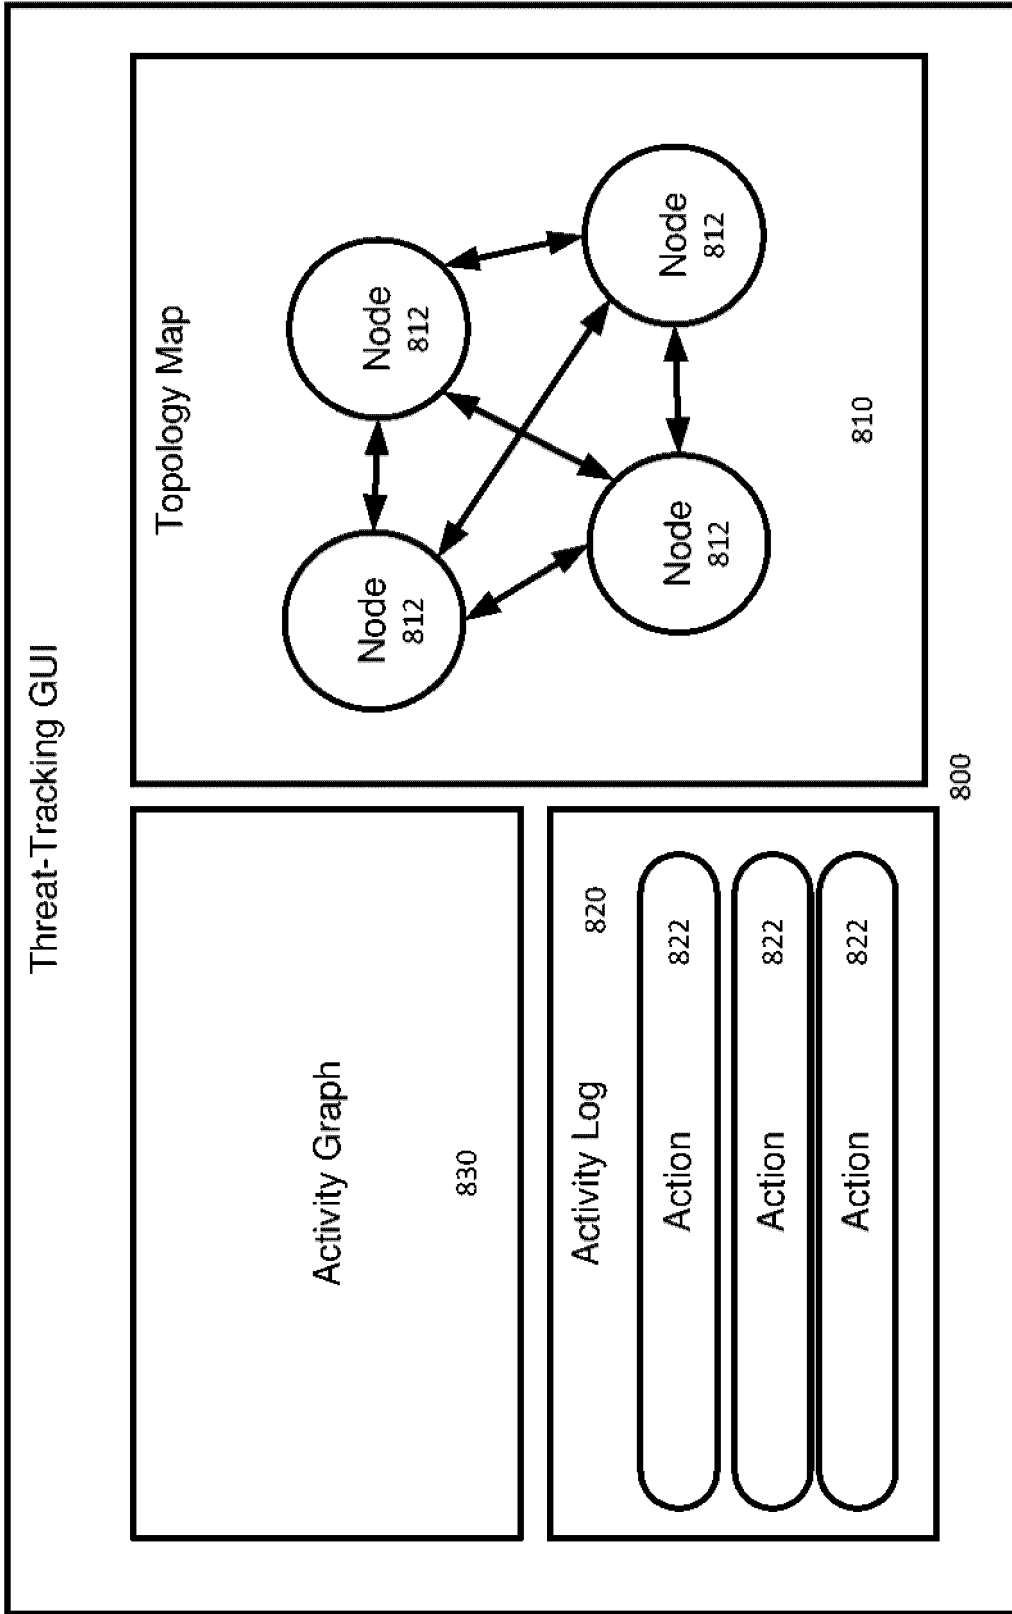 Threat-Tracking GUI
Activity Graph
830
Activity Log
820
Action
822
Action
822
Action
822
Topology Map
Node
812
Node
812
Node
812
Node
812
810
800